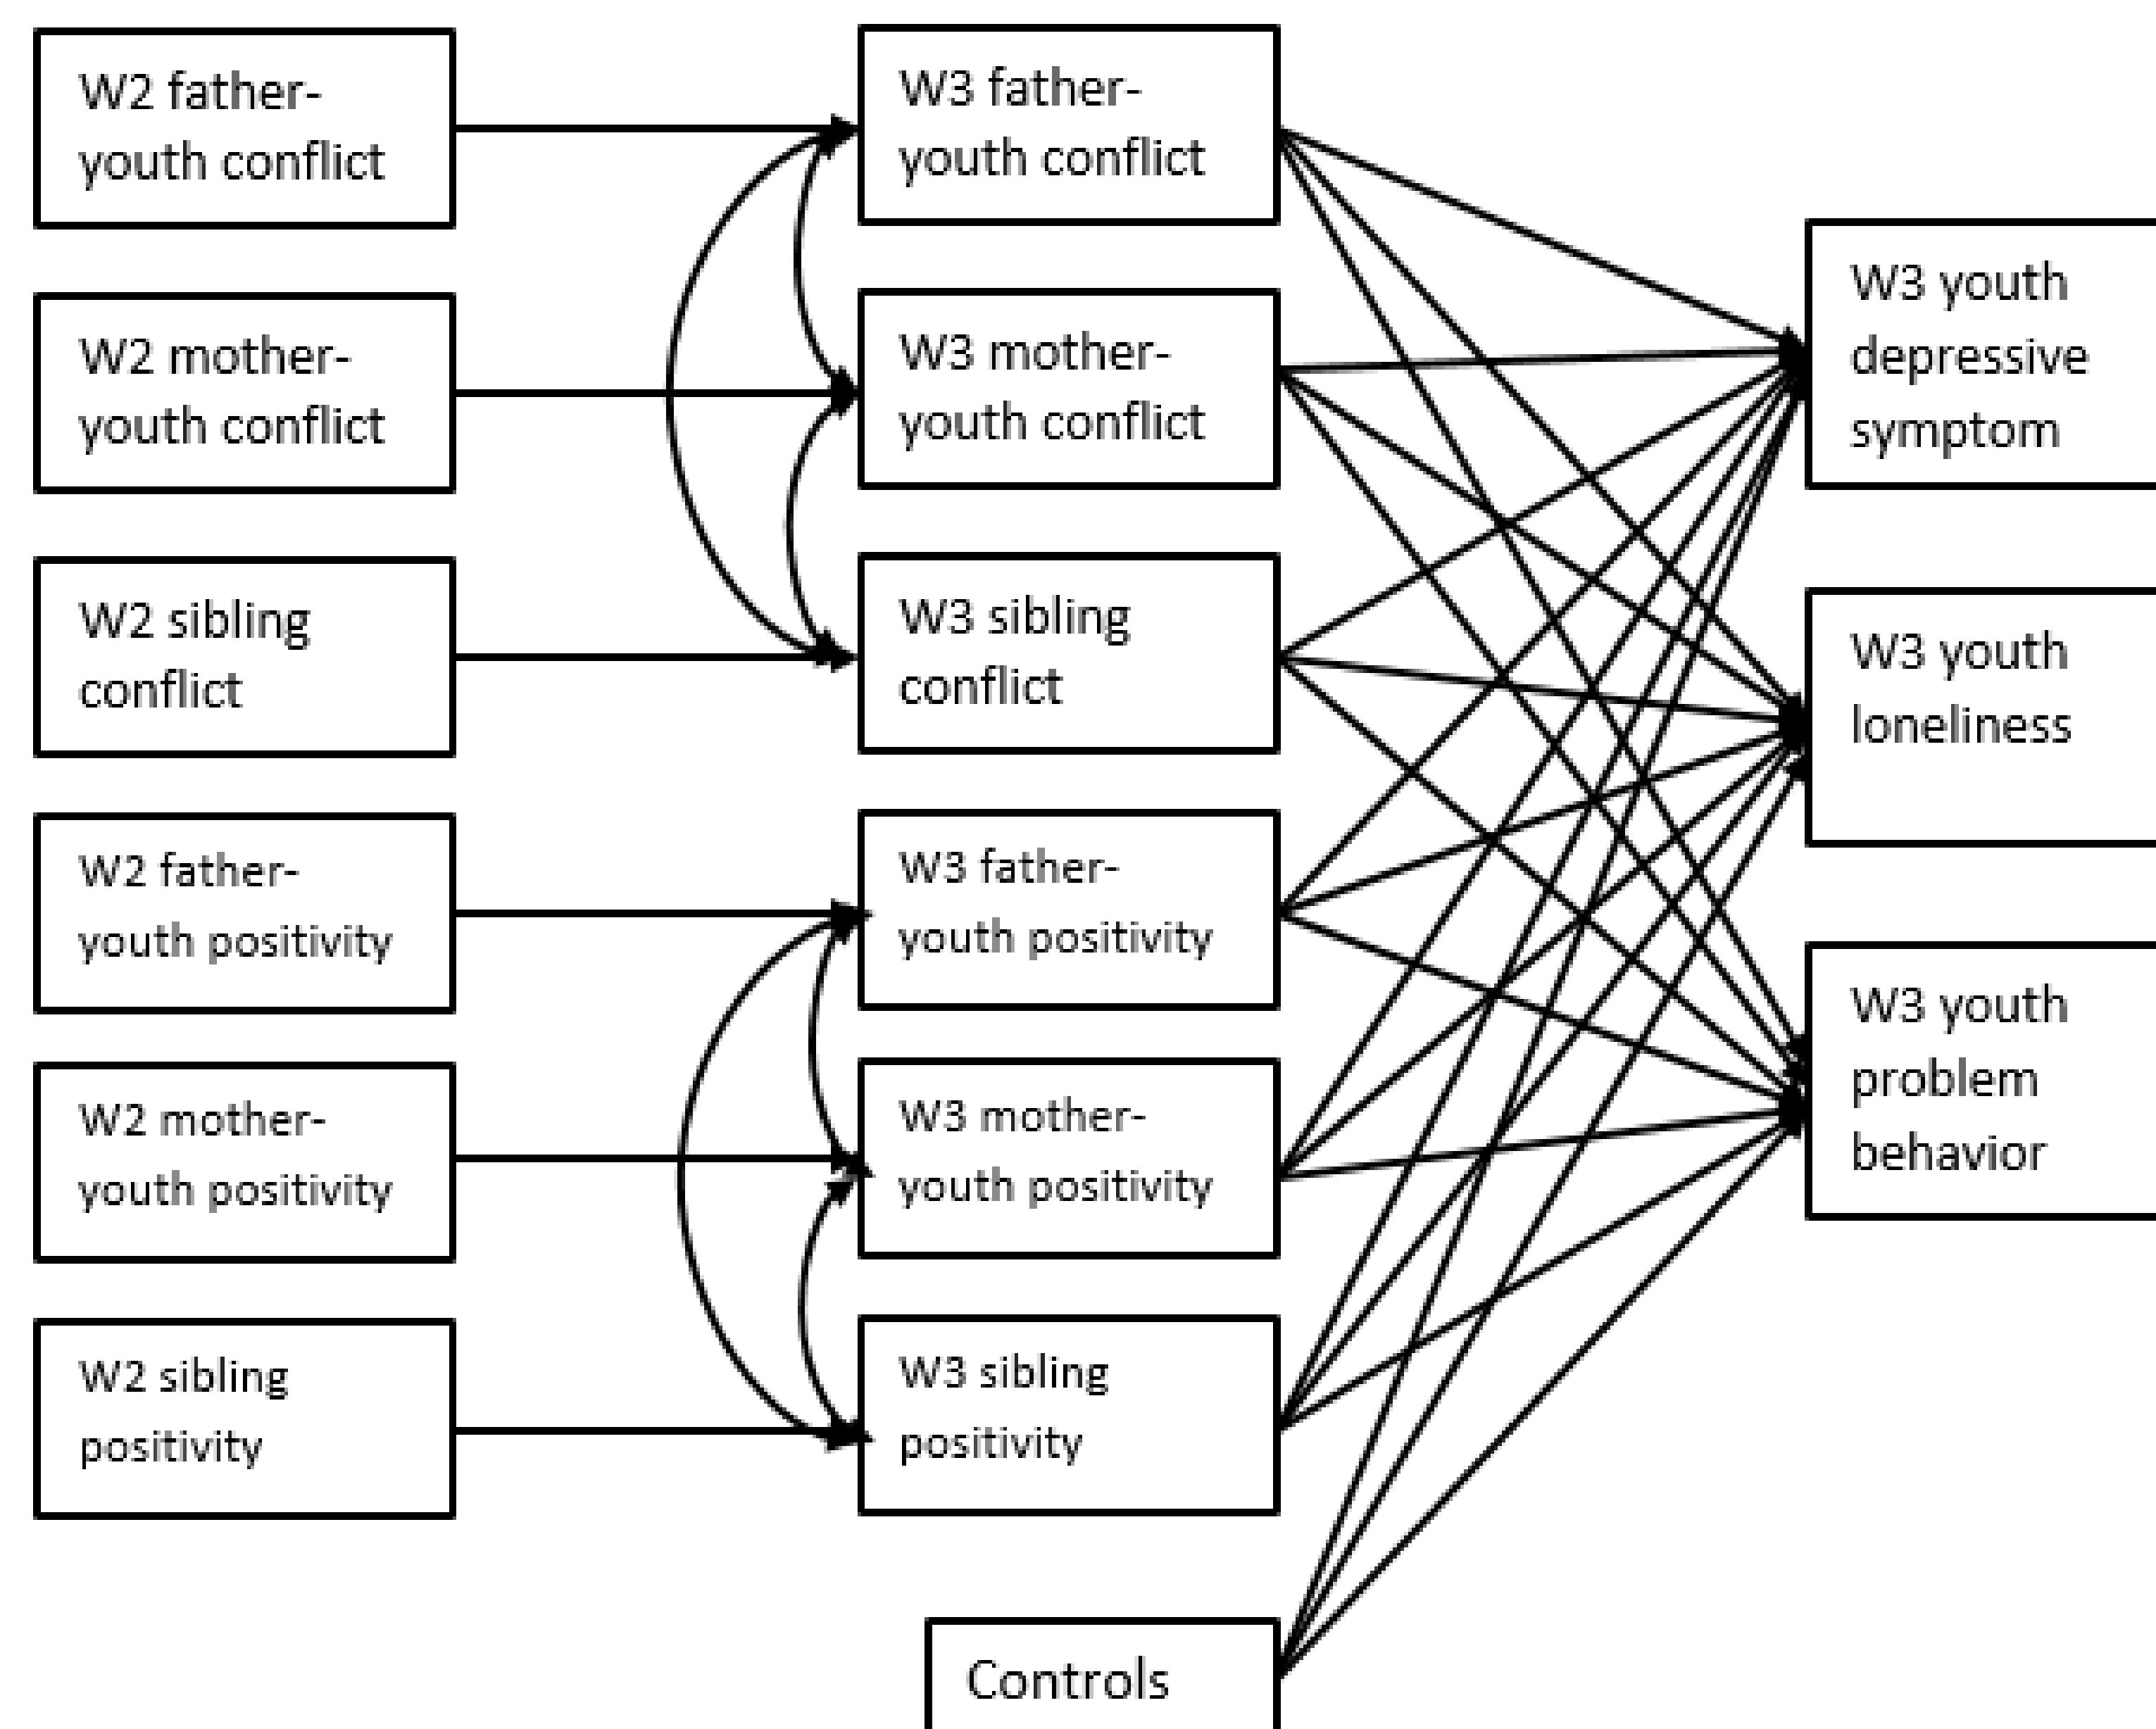 W2 father-
youth conflict
W2 mother-
youth conflict
W2 sibling
conflict
W2 father-
youth positivity
W2 mother-
youth positivity
W2 sibling
positivity
W3 father-
youth conflict
W3 mother-
youth conflict
W3 sibling
conflict
W3 father-
youth positivity
W3 mother-
youth positivity
W3 sibling
positivity
Controls
W3 youth
depressive
symptom
W3 youth
loneliness
W3 youth
problem
behavior